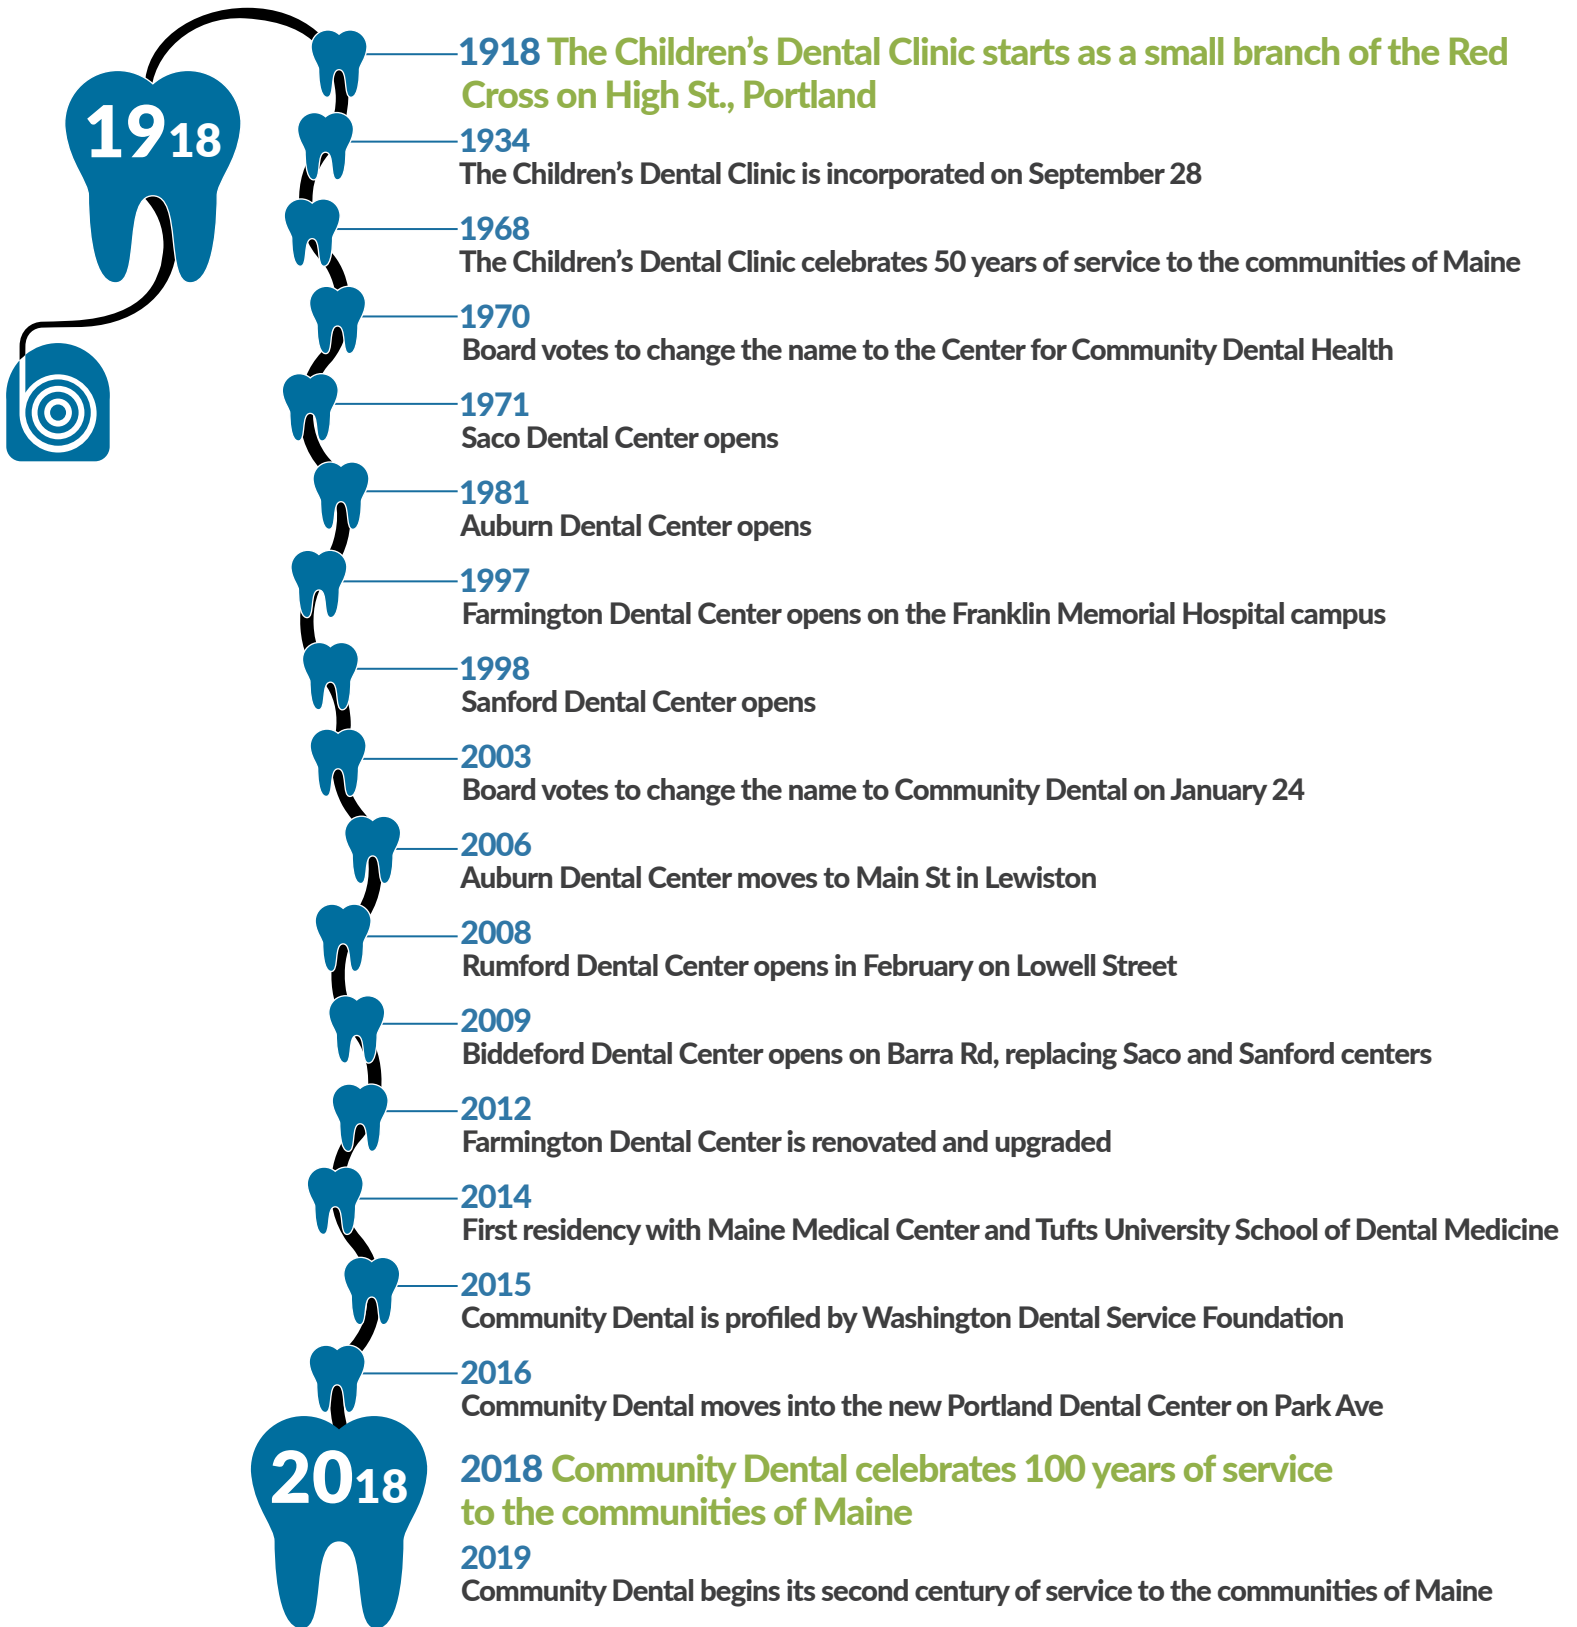 1918
1918 The Children's Dental Clinic starts as a small branch of the Red
Cross on High St., Portland
1934
The Children's Dental Clinic is incorporated on September 28
1968
The Children's Dental Clinic celebrates 50 years of service to the communities of Maine
1970
Board votes to change the name to the Center for Community Dental Health
1971
Saco Dental Center opens
1981
Auburn Dental Center opens
1997
Farmington Dental Center opens on the Franklin Memorial Hospital campus
1998
Sanford Dental Center opens
2003
Board votes to change the name to Community Dental on January 24
2006
Auburn Dental Center moves to Main St in Lewiston
2008
Rumford Dental Center opens in February on Lowell Street
2009
Biddeford Dental Center opens on Barra Rd, replacing Saco and Sanford centers
2012
Farmington Dental Center is renovated and upgraded
2014
First residency with Maine Medical Center and Tufts University School of Dental Medicine
2015
Community Dental is profiled by Washington Dental Service Foundation
2016
Community Dental moves into the new Portland Dental Center on Park Ave
2018
2018 Community Dental celebrates 100 years of service
to the communities of Maine
2019
Community Dental begins its second century of service to the communities of Maine